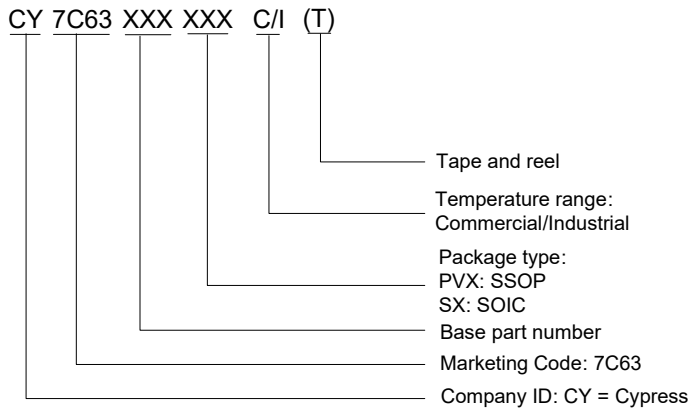 CY 7C63 XXX XXX C/I (T)
Tape and reel
Temperature range:
Commercial/Industrial
Package type:
PVX: SSOP
SX: SOIC
Base part number
Marketing Code: 7C63
Company ID: CY = Cypress